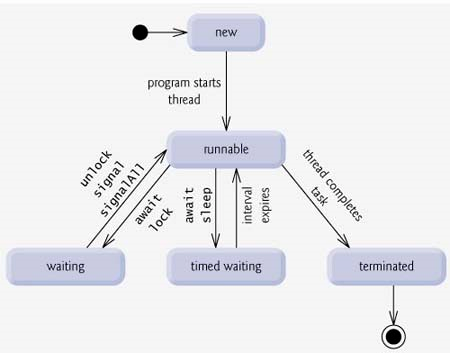 new
program starts
thread
runnable
unlock
signal
signalAll
await
lock
await
sleep
interval
expires
thread completes
task
waiting
timed waiting
terminated